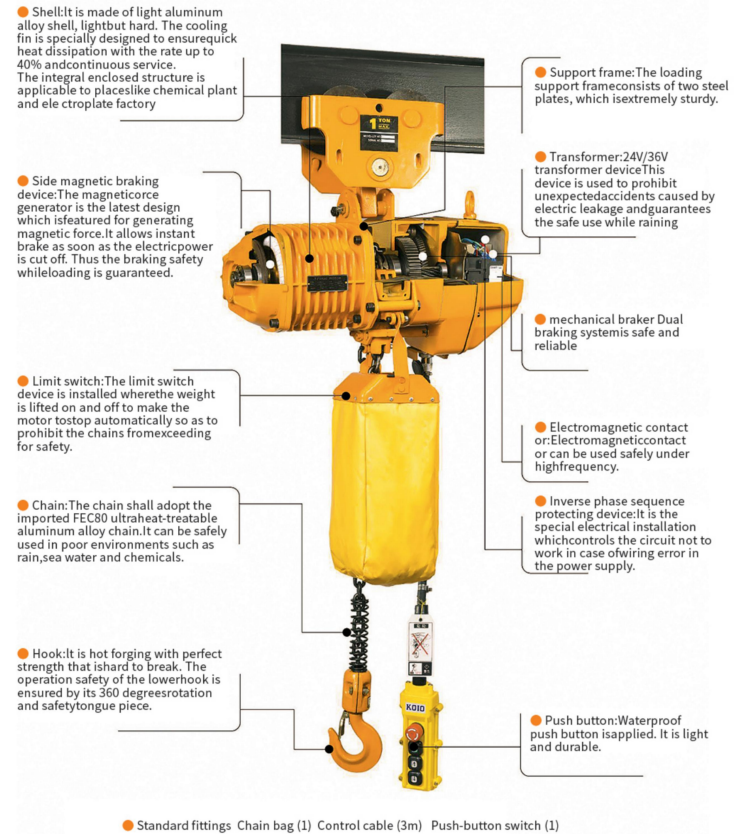 Shell:It is made of light aluminum
alloy shell, lightbut hard. The cooling
fin is specially designed to ensurequick
heat dissipation with the rate up to
40% andcontinuous service.
The integral enclosed structure is
applicable to placeslike chemical plant
and ele ctroplate factory
Side magnetic braking
device:The magneticorce
generator is the latest design
which isfeatured for generating
magnetic force.It allows instant
brake as soon as the electricpower
is cut off. Thus the braking safety
whileloading is guaranteed.
Limit switch:The limit switch
device is installed wherethe weight
is lifted on and off to make the
motor tostop automatically so as to
prohibit the chains fromexceeding
for safety.
Chain:The chain shall adopt the
imported FEC80 ultraheat-treatable
aluminum alloy chain.It can be safely
used in poor environments such as
rain,sea water and chemicals.
Hook:It is hot forging with perfect
strength that ishard to break. The
operation safety of the lowerhook is
ensured by its 360 degreesrotation
and safetytongue piece.
1 TON
Support frame:The loading
support frameconsists of two steel
plates, which isextremely sturdy.
Transformer:24V/36V
transformer deviceThis
device is used to prohibit
unexpectedaccidents caused by
electric leakage andguarantees
the safe use while raining
mechanical braker Dual
braking systemis safe and
reliable
Electromagnetic contact
or:Electromagneticcontact
or can be used safely under
highfrequency.
Inverse phase sequence
protecting device:It is the
special electrical installation
whichcontrols the circuit not to
work in case ofwiring error in
the power supply.
KOIO
Push button:Waterproof
push button isapplied. It is light
and durable.
Standard fittings Chain bag (1) Control cable (3m) Push-button switch (1)